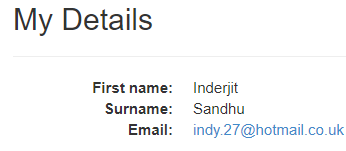 My Details
First name: Inderjit
Surname: Sandhu
Email: indy.27@hotmail.co.uk